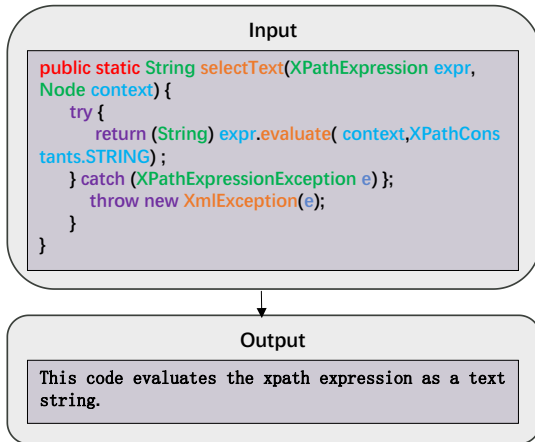 Input
public static String selectText(XPathExpression expr,
Node context) {
try {
return (String) expr.evaluate( context,XPathCons
tants.STRING) ;
} catch (XPathExpressionException e) };
throw new XmlException(e);
}
}
Output
This code evaluates the xpath expression as a text
string.